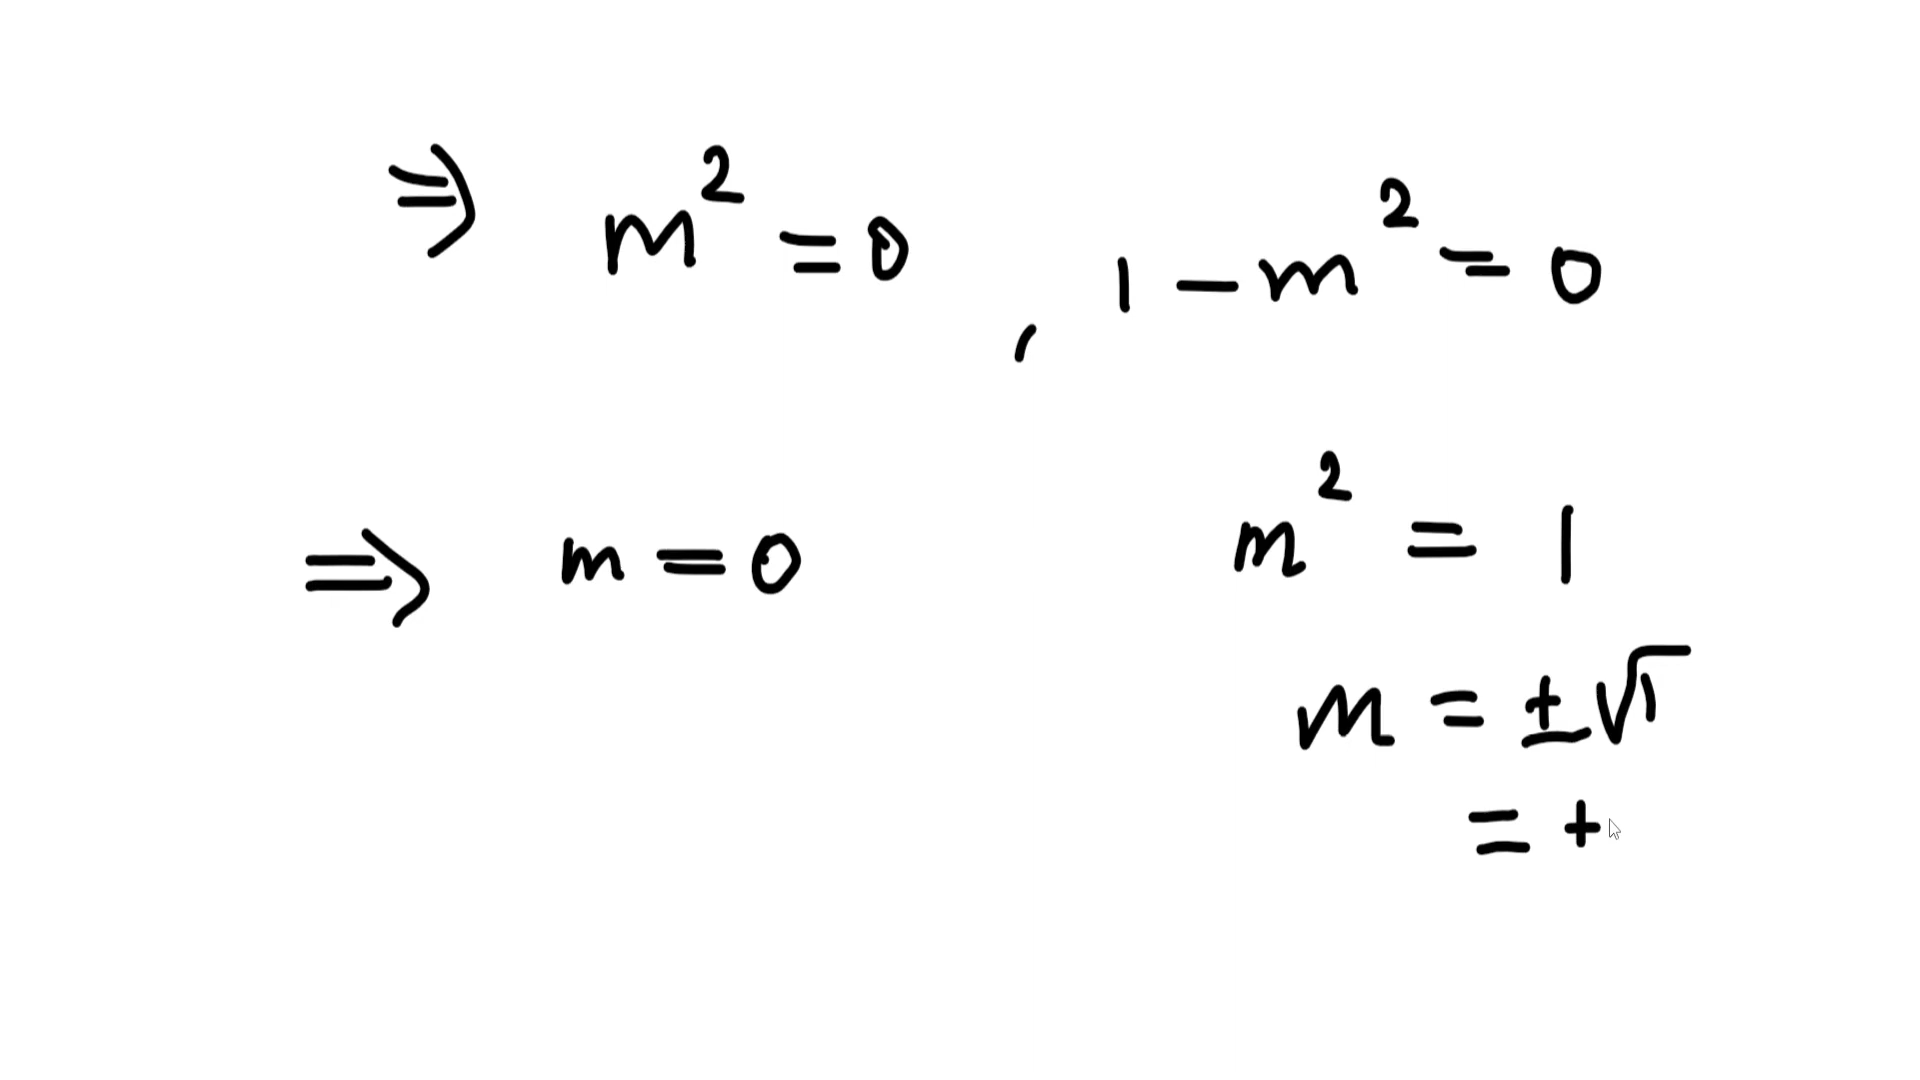 ⇒ m² = 0 , 1 - m² = 0
m² = 1
⇒ m = 0
m = ±√1
= +